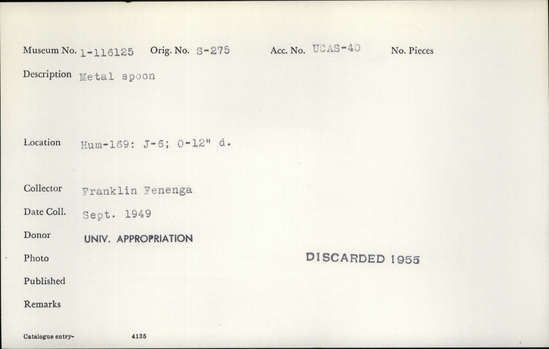 Museum No. 1-116125 Orig. No. S-275 Acc. No. UCAS-40 No. Pieces
Description Metal spoon
Location Hum-169: J-6; 0-12" d.
Collector Franklin Fenenga
Date Coll. Sept. 1949
Donor UNIV. APPROPRIATION
Photo DISCARDED 1955
Published
Remarks
Catalogue entry- 4135